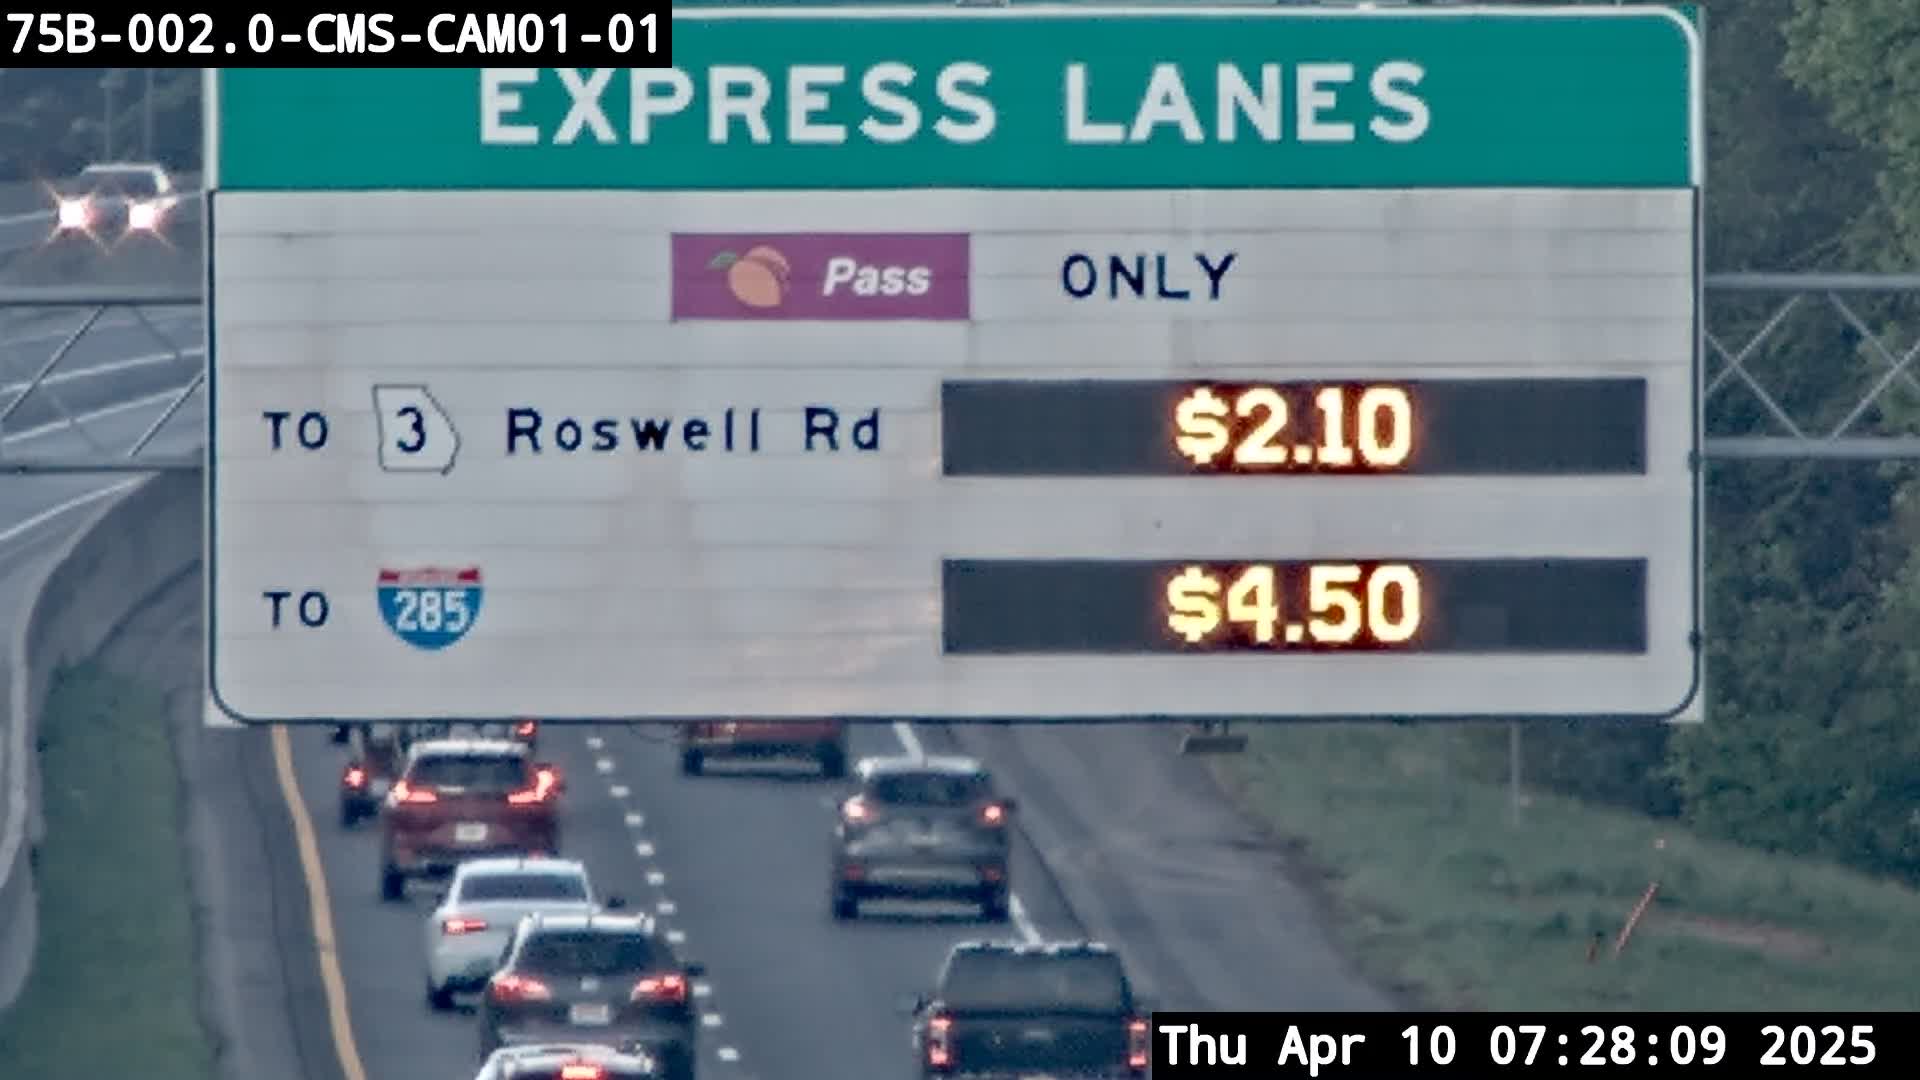 75B-002.0-CMS-CAM01-01
EXPRESS LANES
Pass ONLY
TO 3 Roswell Rd $2.10
TO 285 $4.50
Thu Apr 10 07:28:09 2025